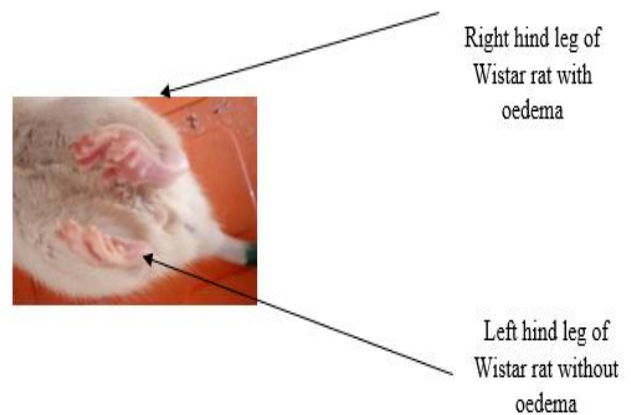 Right hind leg of
Wistar rat with
oedema
Left hind leg of
Wistar rat without
oedema